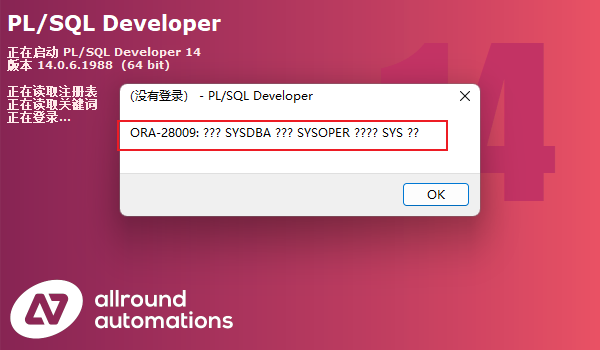 PL/SQL Developer
正在启动 PL/SQL Developer 14
版本 14.0.6.1988 (64 bit)
正在读取注册表
正在读取关键词
正在登录...
14
(没有登录) - PL/SQL Developer
ORA-28009: ??? SYSDBA ??? SYSOPER ???? SYS ??
OK
allround
automations